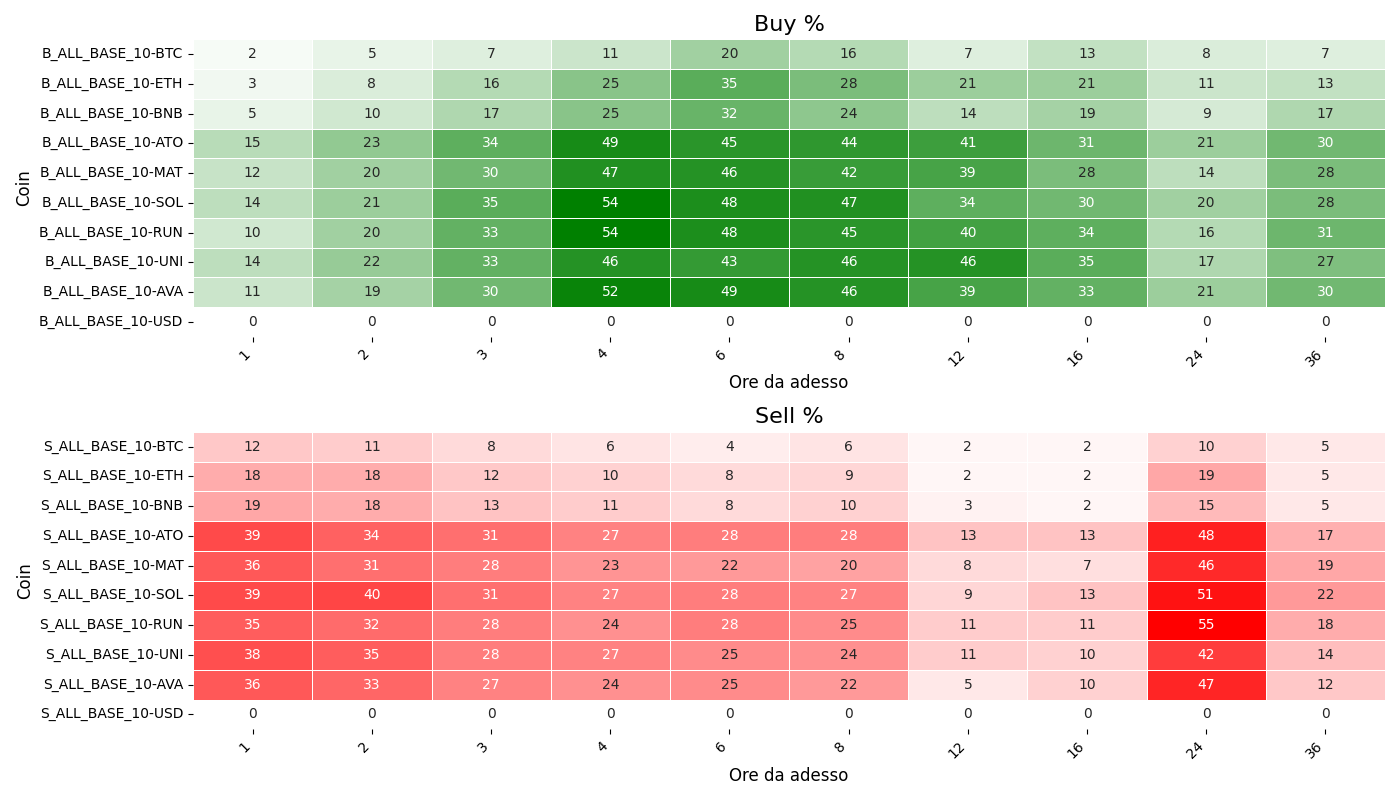 Buy %
Coin
B_ALL_BASE_10-BTC 2 5 7 11 20 16 7 13 8 7
B_ALL_BASE_10-ETH 3 8 16 25 35 28 21 21 11 13
B_ALL_BASE_10-BNB 5 10 17 25 32 24 14 19 9 17
B_ALL_BASE_10-ATO 15 23 34 49 45 44 41 31 21 30
B_ALL_BASE_10-MAT 12 20 30 47 46 42 39 28 14 28
B_ALL_BASE_10-SOL 14 21 35 54 48 47 34 30 20 28
B_ALL_BASE_10-RUN 10 20 33 54 48 45 40 34 16 31
B_ALL_BASE_10-UNI 14 22 33 46 43 46 46 35 17 27
B_ALL_BASE_10-AVA 11 19 30 52 49 46 39 33 21 30
B_ALL_BASE_10-USD 0 0 0 0 0 0 0 0 0 0
1 2 3 4 6 8 12 16 24 36
Ore da adesso
Sell %
Coin
S_ALL_BASE_10-BTC 12 11 8 6 4 6 2 2 10 5
S_ALL_BASE_10-ETH 18 18 12 10 8 9 2 2 19 5
S_ALL_BASE_10-BNB 19 18 13 11 8 10 3 2 15 5
S_ALL_BASE_10-ATO 39 34 31 27 28 28 13 13 48 17
S_ALL_BASE_10-MAT 36 31 28 23 22 20 8 7 46 19
S_ALL_BASE_10-SOL 39 40 31 27 28 27 9 13 51 22
S_ALL_BASE_10-RUN 35 32 28 24 28 25 11 11 55 18
S_ALL_BASE_10-UNI 38 35 28 27 25 24 11 10 42 14
S_ALL_BASE_10-AVA 36 33 27 24 25 22 5 10 47 12
S_ALL_BASE_10-USD 0 0 0 0 0 0 0 0 0 0
1 2 3 4 6 8 12 16 24 36
Ore da adesso